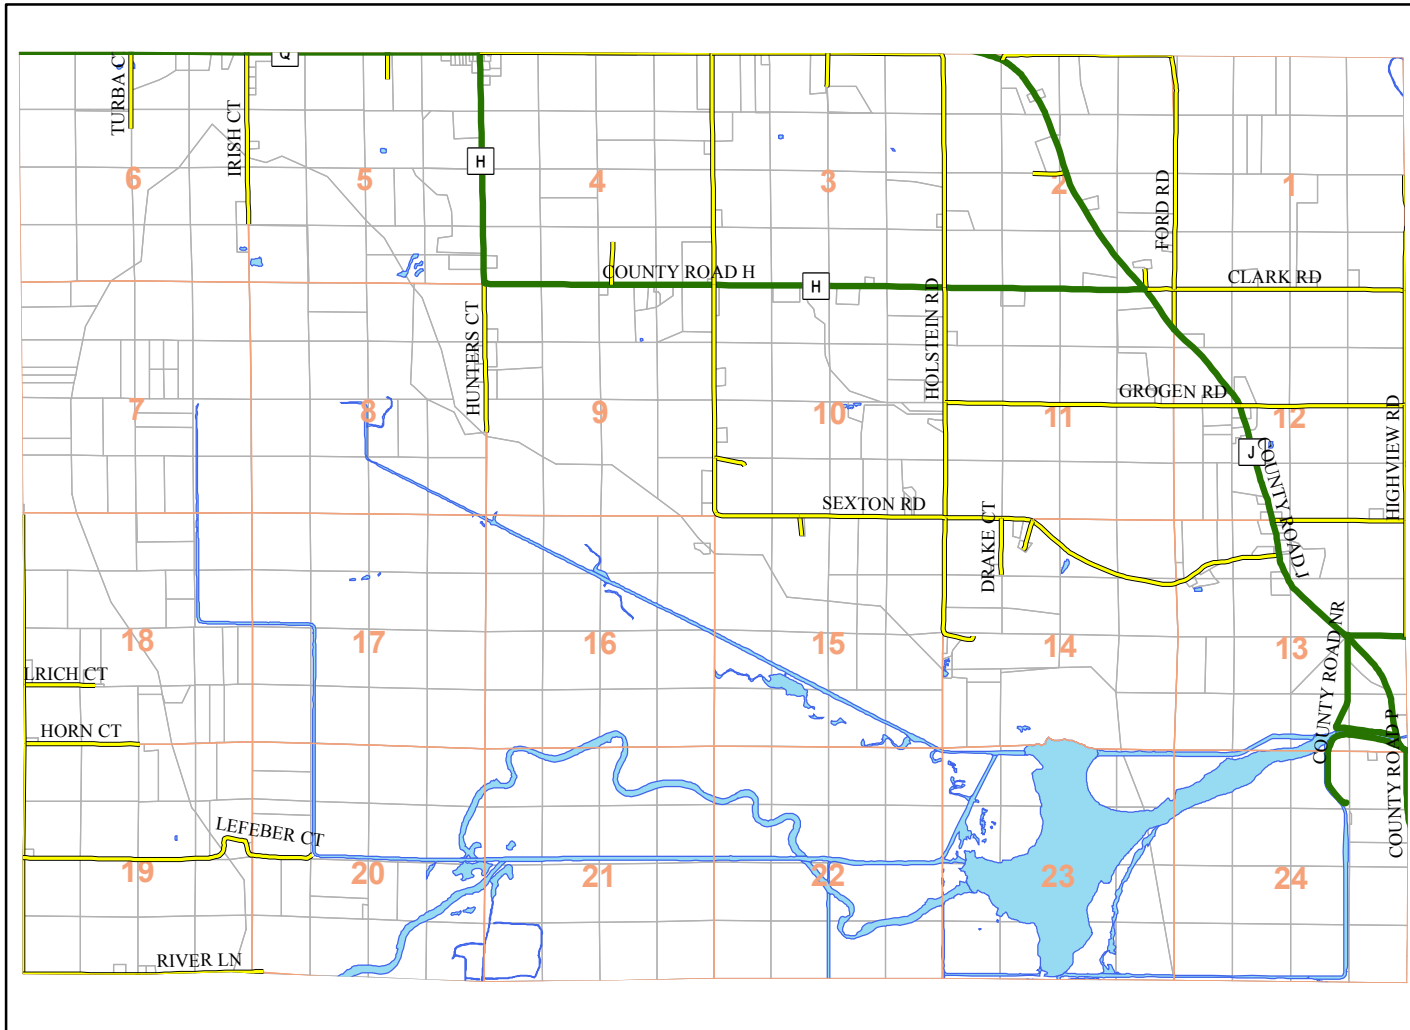 Q
TURBA C
IRISH CT
H
6
5
4
3
2
1
FORD RD
COUNTY ROAD H
H
CLARK RD
HUNTERS CT
HOLSTEIN RD
GROGEN RD
7
8
9
10
11
12
HIGHVIEW RD
J
COUNTY ROAD J
SEXTON RD
DRAKE CT
18
17
16
15
14
13
COUNTY ROAD NR
LRICH CT
HORN CT
COUNTY ROAD P
LEFEBER CT
19
20
21
22
23
24
RIVER LN